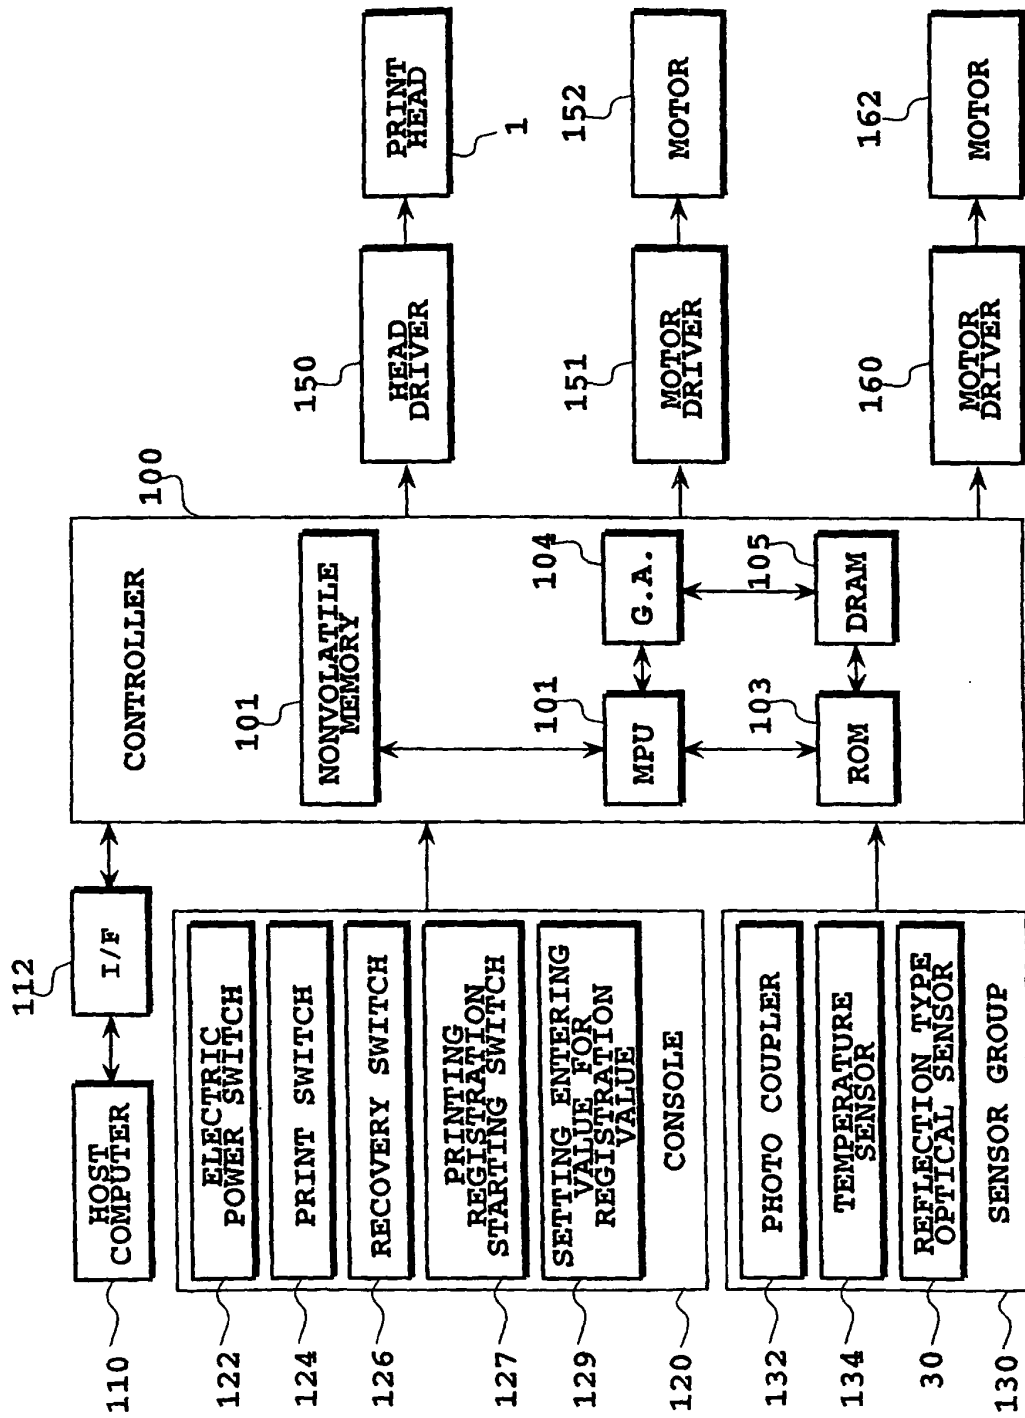 110
HOST
COMPUTER
112
I/F
122
ELECTRIC
POWER SWITCH
124
PRINT SWITCH
126
RECOVERY SWITCH
127
PRINTING
REGISTRATION
STARTING SWITCH
129
SETTING ENTERING
VALUE FOR
REGISTRATION
VALUE
120
CONSOLE
132
PHOTO COUPLER
134
TEMPERATURE
SENSOR
30
REFLECTION TYPE
OPTICAL SENSOR
130
SENSOR GROUP
100
CONTROLLER
101
NONVOLATILE
MEMORY
101
MPU
104
G.A.
103
ROM
105
DRAM
150
HEAD
DRIVER
PRINT
HEAD
1
151
MOTOR
DRIVER
152
MOTOR
160
MOTOR
DRIVER
162
MOTOR